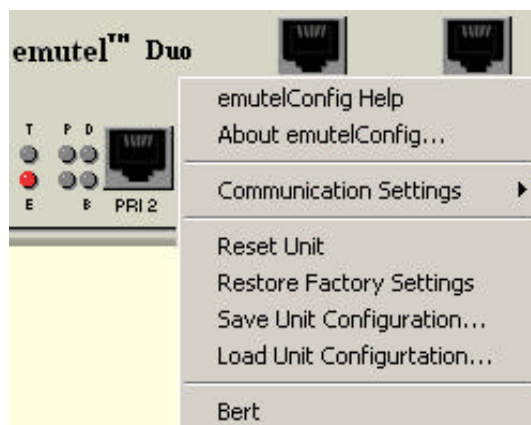 emutel™ Duo
T P D
E B PRI 2
emutelConfig Help
About emutelConfig...
Communication Settings
Reset Unit
Restore Factory Settings
Save Unit Configuration...
Load Unit Configurtation...
Bert